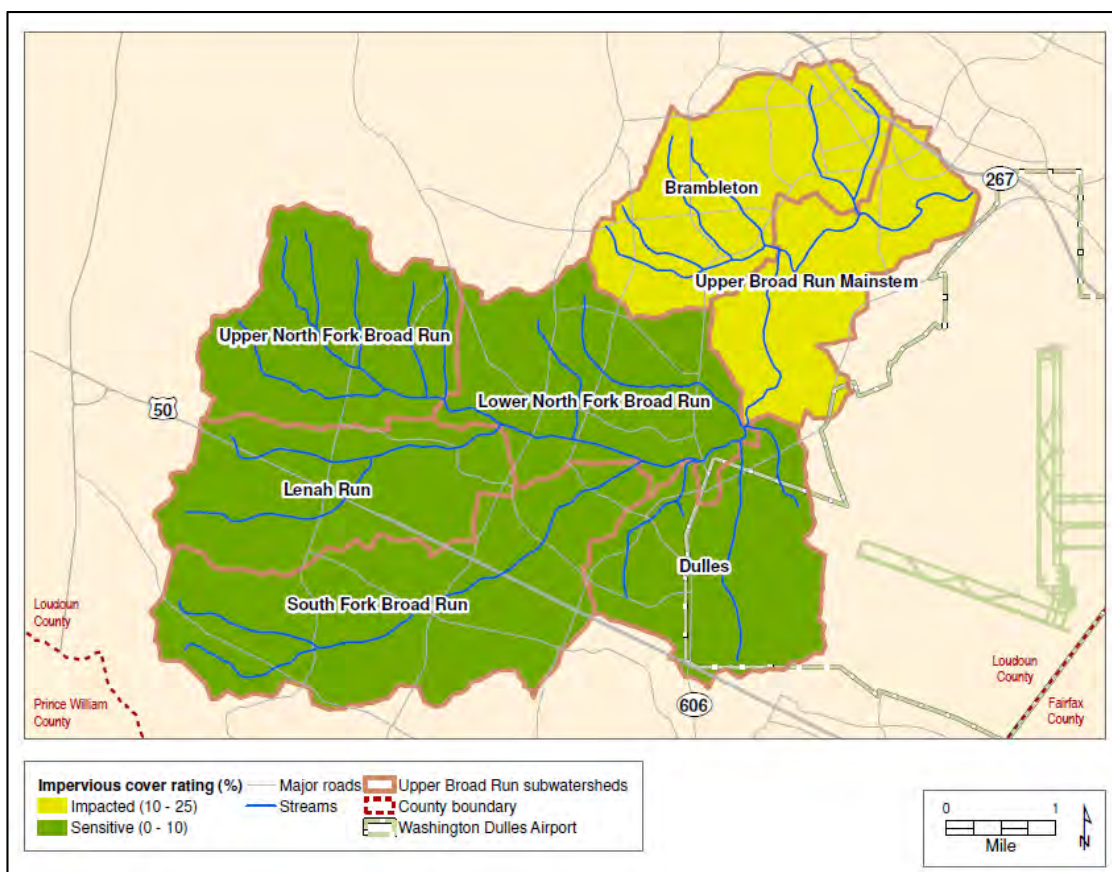 267
Brambleton
Upper Broad Run Mainstem
Upper North Fork Broad Run
50
Lower North Fork Broad Run
Lenah Run
Dulles
South Fork Broad Run
Loudoun
County
Prince William
County
606
Loudoun
County
Fairfax
County
Impervious cover rating (%)
Impacted (10 - 25)
Sensitive (0 - 10)
Major roads
Streams
Upper Broad Run subwatersheds
County boundary
Washington Dulles Airport
0 1
Mile
N